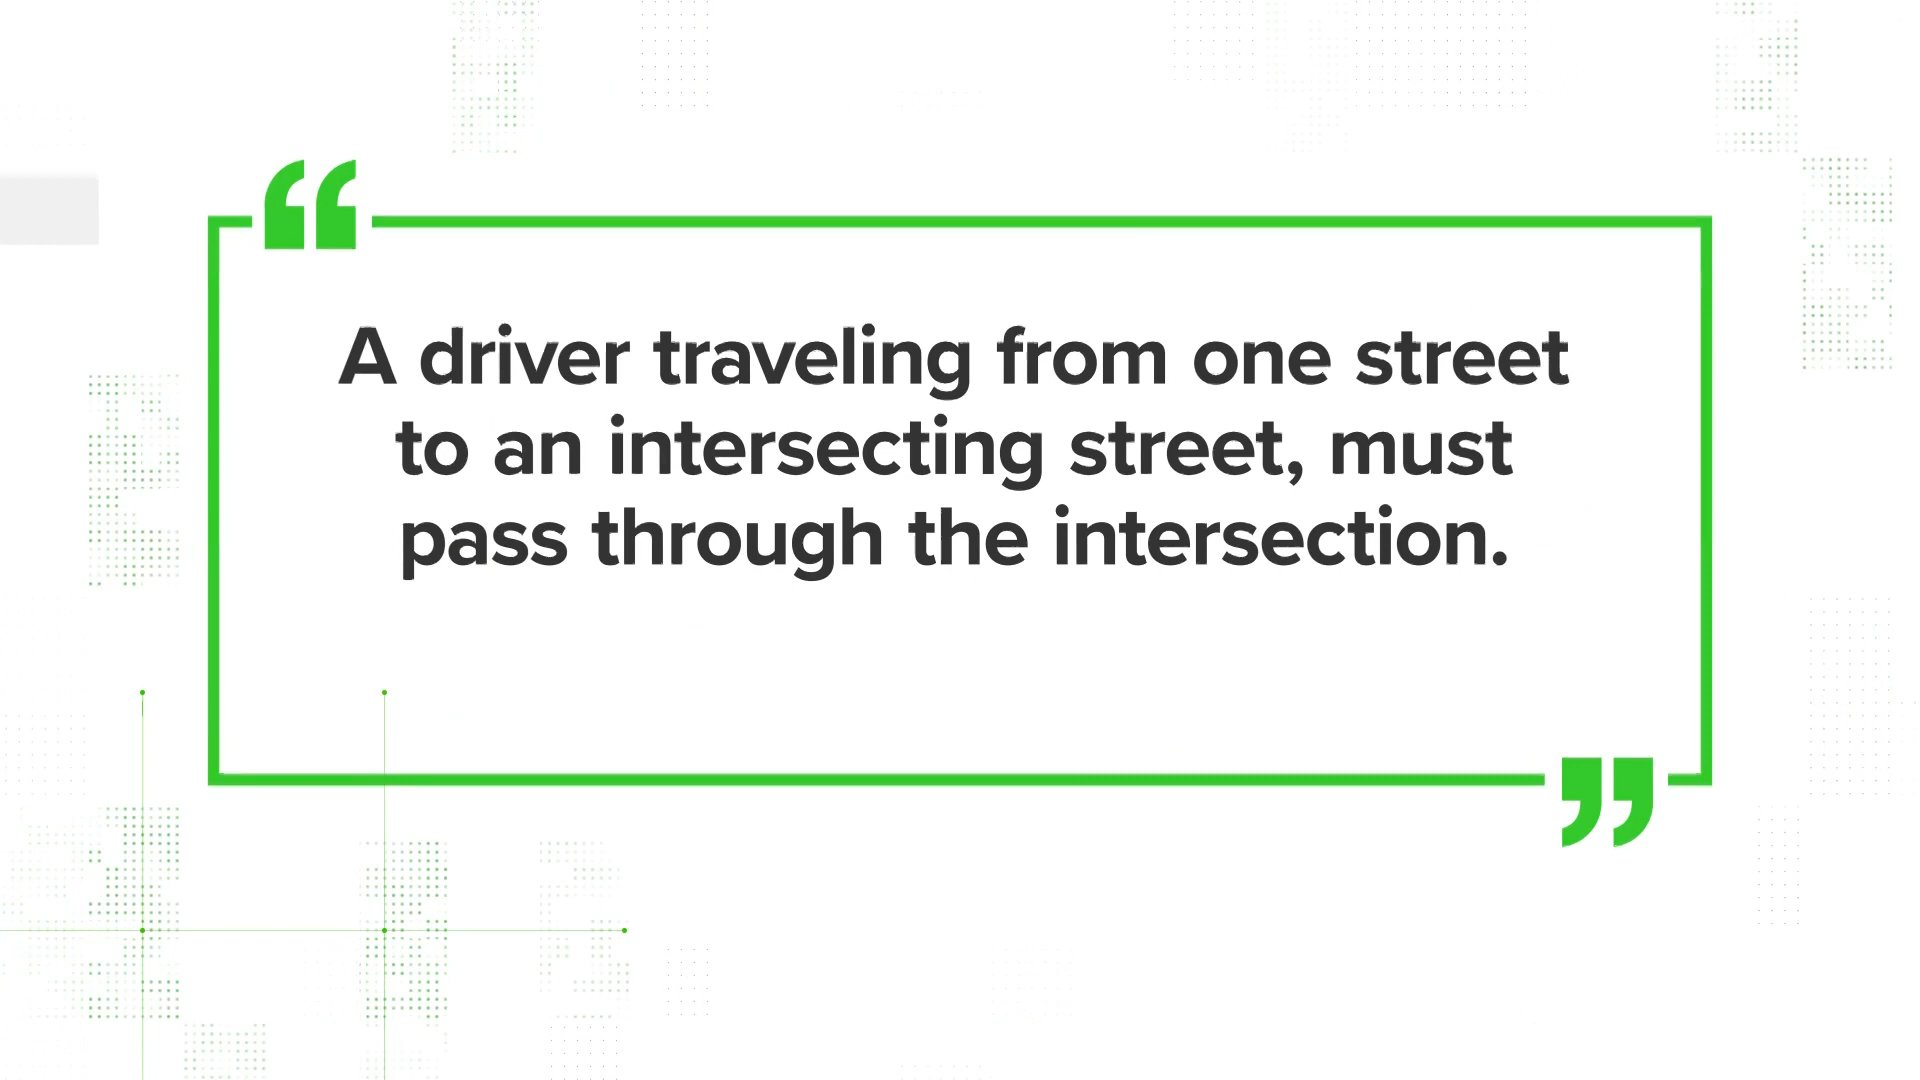 “
A driver traveling from one street
to an intersecting street, must
pass through the intersection.
”